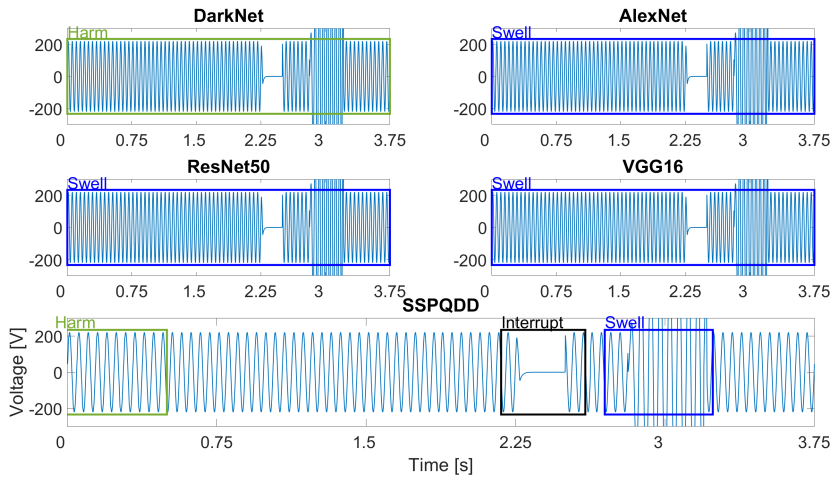 DarkNet
Harm
200
0
-200
0 0.75 1.5 2.25 3 3.75
AlexNet
Swell
200
0
-200
0 0.75 1.5 2.25 3 3.75
ResNet50
Swell
200
0
-200
0 0.75 1.5 2.25 3 3.75
VGG16
Swell
200
0
-200
0 0.75 1.5 2.25 3 3.75
SSPQDD
Harm Interrupt Swell
Voltage [V]
200
0
-200
0 0.75 1.5 2.25 3 3.75
Time [s]